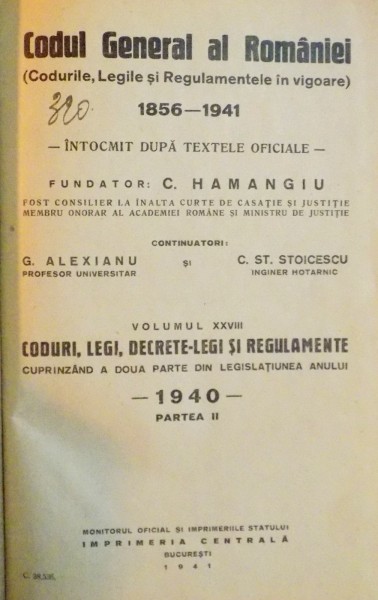 Codul General al României
(Codurile, Legile și Regulamentele în vigoare)
320.
1856—1941
— ÎNTOCMIT DUPĂ TEXTELE OFICIALE —
FUNDATOR: C. HAMANGIU
FOST CONSILIER LA ÎNALTA CURTE DE CASAȚIE ȘI JUSTIȚIE
MEMBRU ONORAR AL ACADEMIEI ROMÂNE ȘI MINISTRU DE JUSTIȚIE
CONTINUATORI:
G. ALEXIANU ȘI C. ST. STOICESCU
PROFESOR UNIVERSITAR INGINER HOTARNIC
VOLUMUL XXVIII
CODURI, LEGI, DECRETE-LEGI ȘI REGULAMENTE
CUPRINZÂND A DOUA PARTE DIN LEGISLAȚIUNEA ANULUI
—1940—
PARTEA II
MONITORUL OFICIAL ȘI IMPRIMERIILE STATULUI
IMPRIMERIA CENTRALĂ
BUCUREȘTI
1941